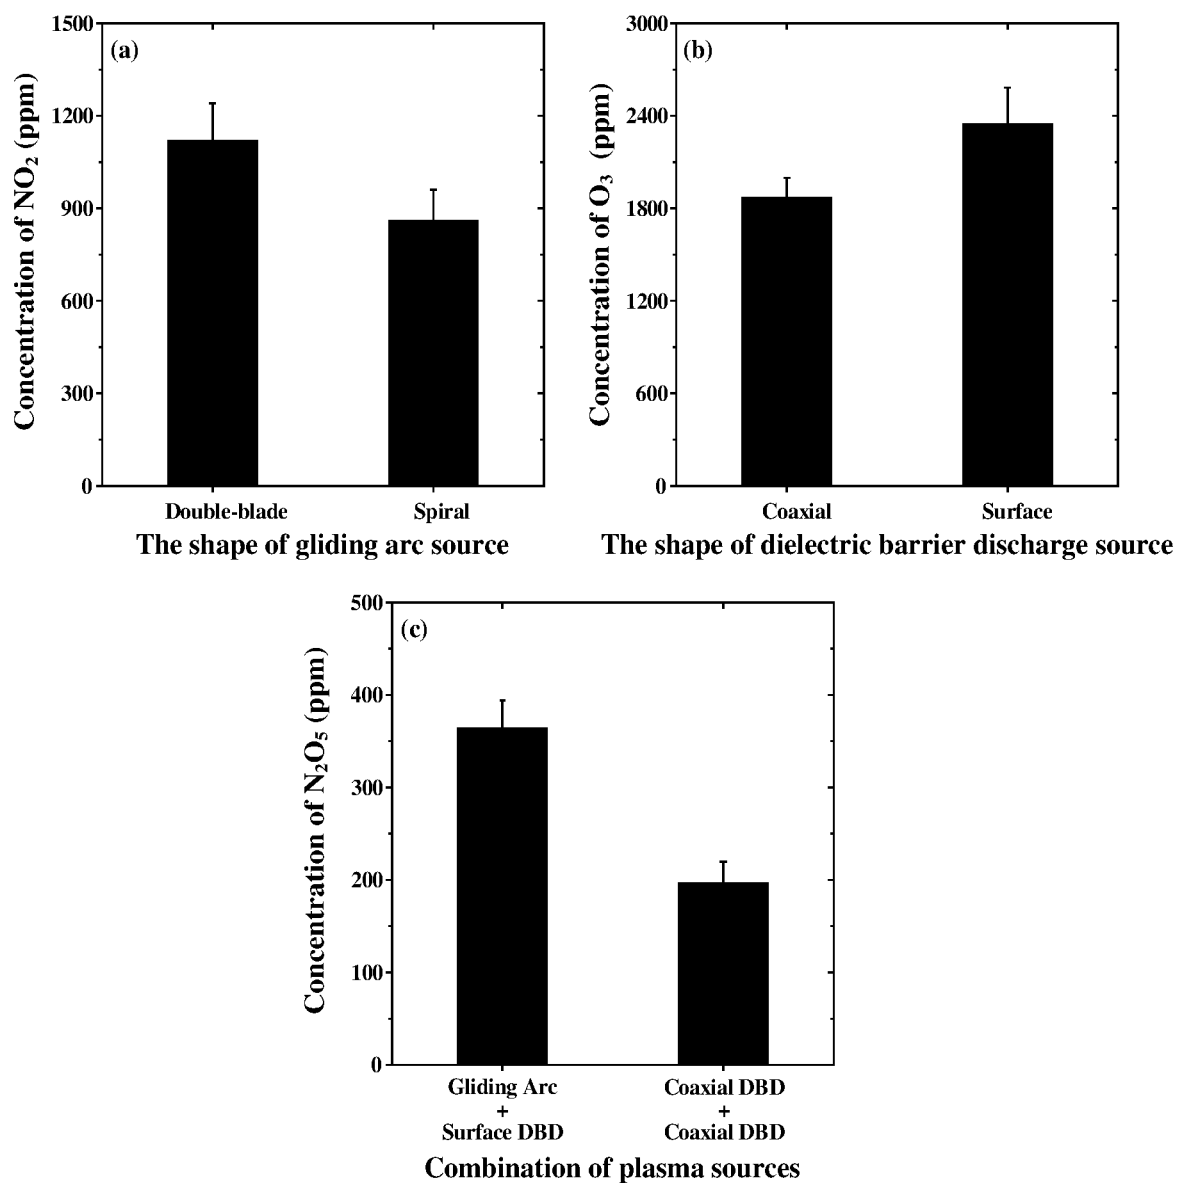 (a)
Concentration of NO₂ (ppm)
1500
1200
900
600
300
0
Double-blade Spiral
The shape of gliding arc source
(b)
Concentration of O₃ (ppm)
3000
2400
1800
1200
600
0
Coaxial Surface
The shape of dielectric barrier discharge source
(c)
Concentration of N₂O₅ (ppm)
500
400
300
200
100
0
Gliding Arc
+
Surface DBD
Coaxial DBD
+
Coaxial DBD
Combination of plasma sources